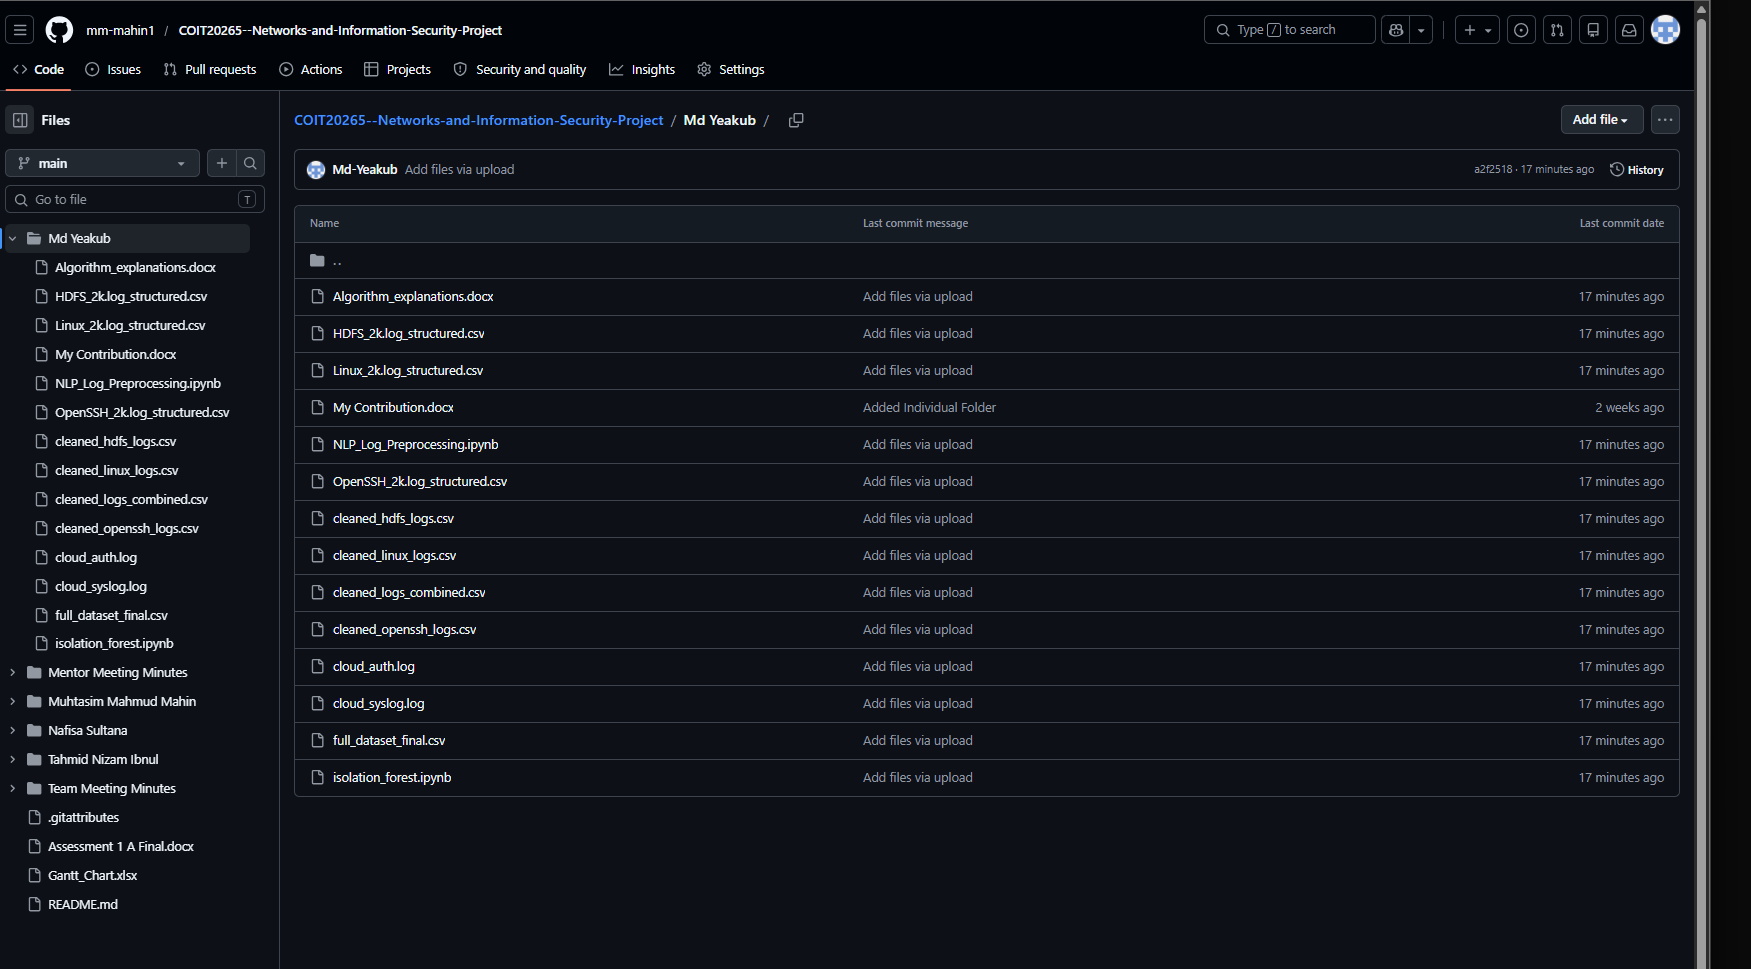 mm-mahin1 / COIT20265--Networks-and-Information-Security-Project
Type / to search
Code
Issues
Pull requests
Actions
Projects
Security and quality
Insights
Settings
Files
main
Go to file
T
Md Yeakub
Algorithm_explanations.docx
HDFS_2k.log_structured.csv
Linux_2k.log_structured.csv
My Contribution.docx
NLP_Log_Preprocessing.ipynb
OpenSSH_2k.log_structured.csv
cleaned_hdfs_logs.csv
cleaned_linux_logs.csv
cleaned_logs_combined.csv
cleaned_openssh_logs.csv
cloud_auth.log
cloud_syslog.log
full_dataset_final.csv
isolation_forest.ipynb
Mentor Meeting Minutes
Muhtasim Mahmud Mahin
Nafisa Sultana
Tahmid Nizam Ibnul
Team Meeting Minutes
.gitattributes
Assessment 1 A Final.docx
Gantt_Chart.xlsx
README.md
COIT20265--Networks-and-Information-Security-Project / Md Yeakub /
Add file
Md-Yeakub Add files via upload a2f2518 · 17 minutes ago History
Name Last commit message Last commit date
..
Algorithm_explanations.docx Add files via upload 17 minutes ago
HDFS_2k.log_structured.csv Add files via upload 17 minutes ago
Linux_2k.log_structured.csv Add files via upload 17 minutes ago
My Contribution.docx Added Individual Folder 2 weeks ago
NLP_Log_Preprocessing.ipynb Add files via upload 17 minutes ago
OpenSSH_2k.log_structured.csv Add files via upload 17 minutes ago
cleaned_hdfs_logs.csv Add files via upload 17 minutes ago
cleaned_linux_logs.csv Add files via upload 17 minutes ago
cleaned_logs_combined.csv Add files via upload 17 minutes ago
cleaned_openssh_logs.csv Add files via upload 17 minutes ago
cloud_auth.log Add files via upload 17 minutes ago
cloud_syslog.log Add files via upload 17 minutes ago
full_dataset_final.csv Add files via upload 17 minutes ago
isolation_forest.ipynb Add files via upload 17 minutes ago